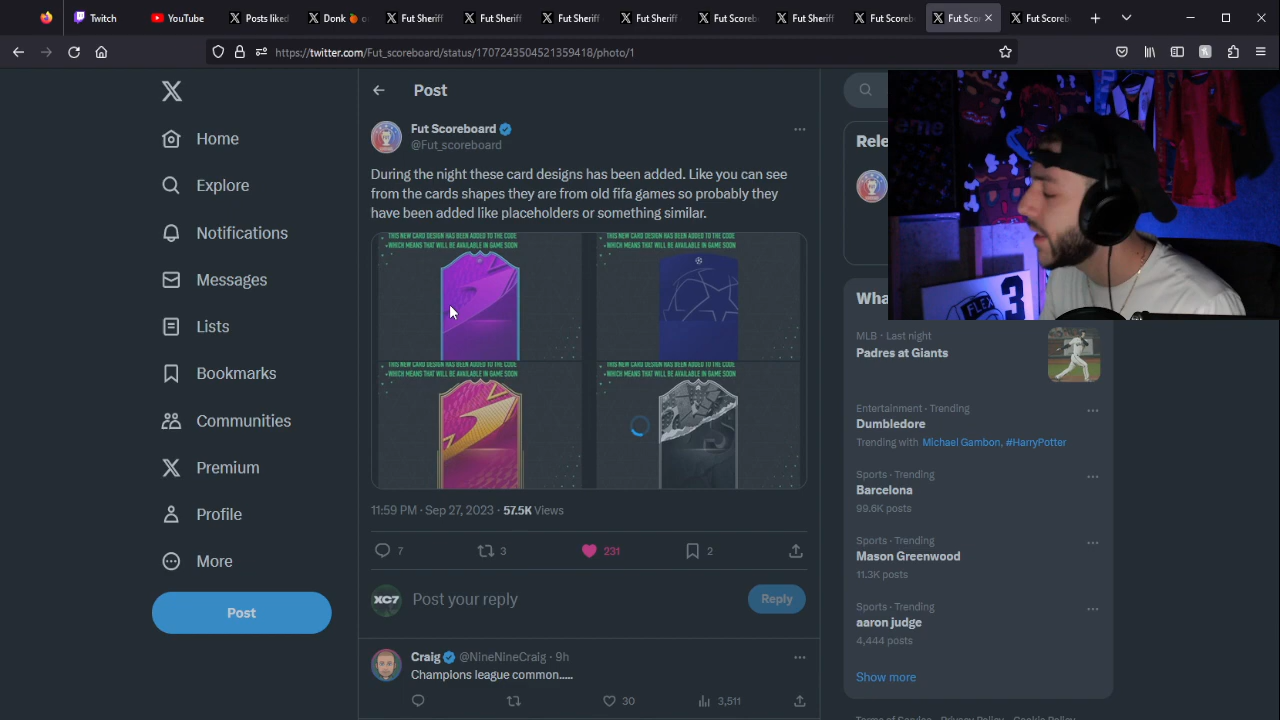 Twitch
YouTube
Posts liked
Donk
Fut Sheriff
Fut Sheriff
Fut Sheriff
Fut Sheriff
Fut Scoreb
Fut Sheriff
Fut Scoreb
Fut Sco
Fut Scoreb
https://twitter.com/Fut_scoreboard/status/1707243504521359418/photo/1
Home
Explore
Notifications
Messages
Lists
Bookmarks
Communities
Premium
Profile
More
Post
Post
Fut Scoreboard
@Fut_scoreboard
During the night these card designs has been added. Like you can see
from the cards shapes they are from old fifa games so probably they
have been added like placeholders or something similar.
THIS NEW CARD DESIGN HAS BEEN ADDED TO THE CODE
WHICH MEANS THAT WILL BE AVAILABLE IN GAME SOON
THIS NEW CARD DESIGN HAS BEEN ADDED TO THE CODE
WHICH MEANS THAT WILL BE AVAILABLE IN GAME SOON
THIS NEW CARD DESIGN HAS BEEN ADDED TO THE CODE
WHICH MEANS THAT WILL BE AVAILABLE IN GAME SOON
THIS NEW CARD DESIGN HAS BEEN ADDED TO THE CODE
WHICH MEANS THAT WILL BE AVAILABLE IN GAME SOON
11:59 PM · Sep 27, 2023 · 57.5K Views
7
3
231
2
XC7
Post your reply
Reply
Craig @NineNineCraig · 9h
Champions league common.....
30
3,511
Rele
Wha
MLB · Last night
Padres at Giants
Entertainment · Trending
Dumbledore
Trending with Michael Gambon, #HarryPotter
Sports · Trending
Barcelona
99.6K posts
Sports · Trending
Mason Greenwood
11.3K posts
Sports · Trending
aaron judge
4,444 posts
Show more
Terms of Service Privacy Policy Cookie Policy
FLEX
3